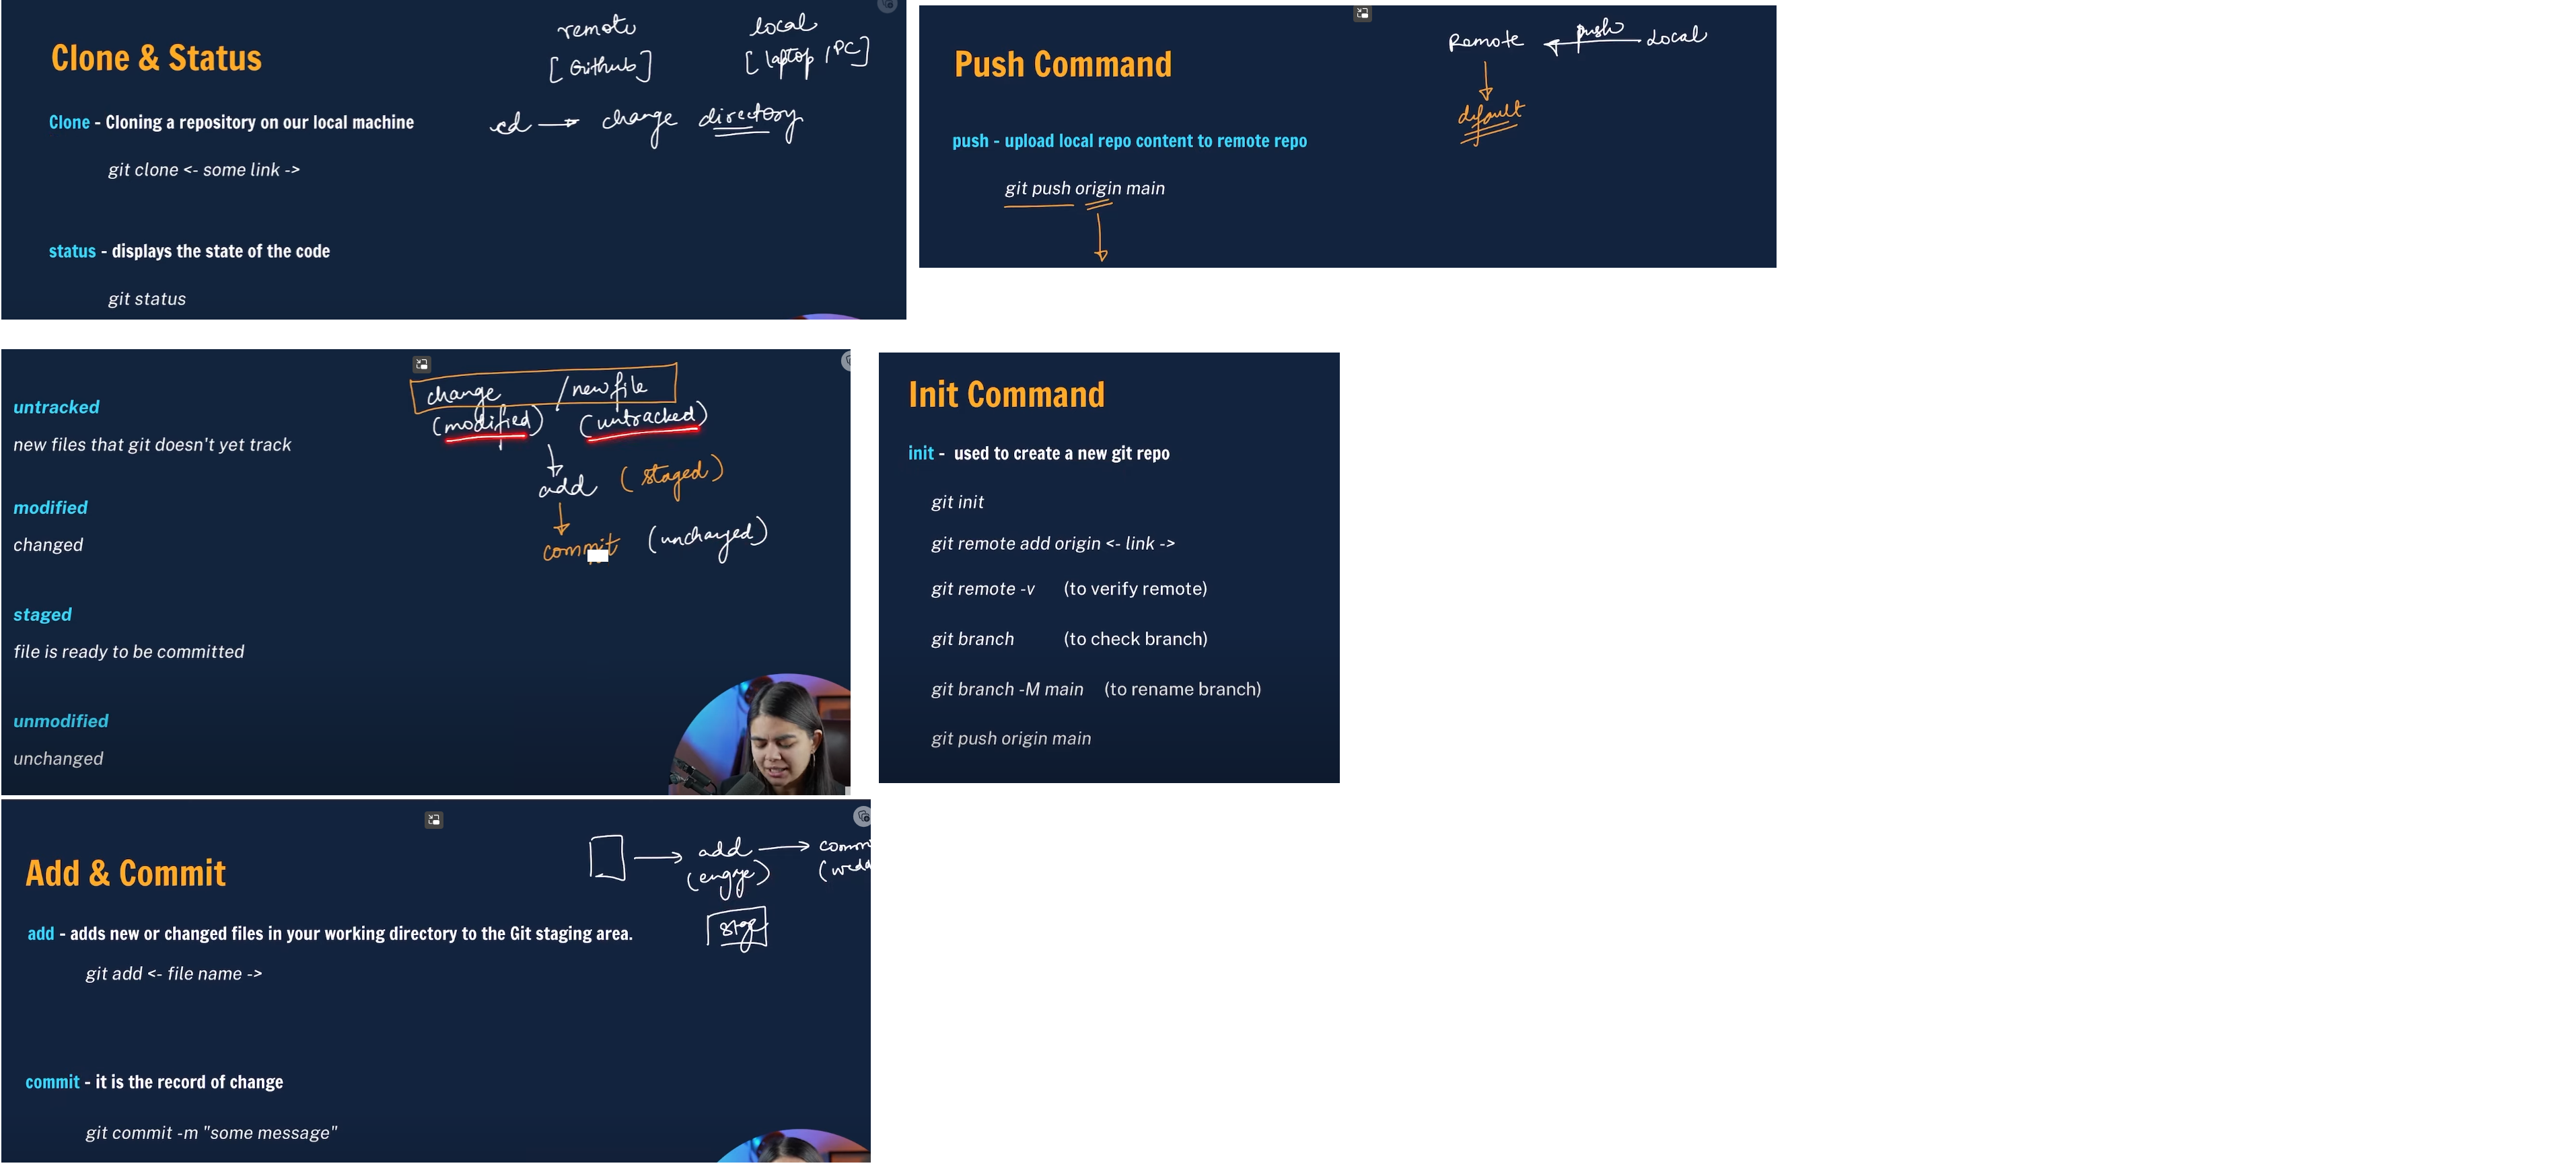 Clone & Status
remote local
[Github] [laptop/PC]
cd → change directory
Clone - Cloning a repository on our local machine
git clone <- some link ->
status - displays the state of the code
git status
Push Command
Remote ← push Local
default
push - upload local repo content to remote repo
git push origin main
untracked
new files that git doesn't yet track
modified
changed
staged
file is ready to be committed
unmodified
unchanged
change / new file
(modified) (untracked)
add (staged)
commit (unchanged)
Init Command
init - used to create a new git repo
git init
git remote add origin <- link ->
git remote -v (to verify remote)
git branch (to check branch)
git branch -M main (to rename branch)
git push origin main
Add & Commit
→ add →
add - adds new or changed files in your working directory to the Git staging area.
git add <- file name ->
commit - it is the record of change
git commit -m "some message"